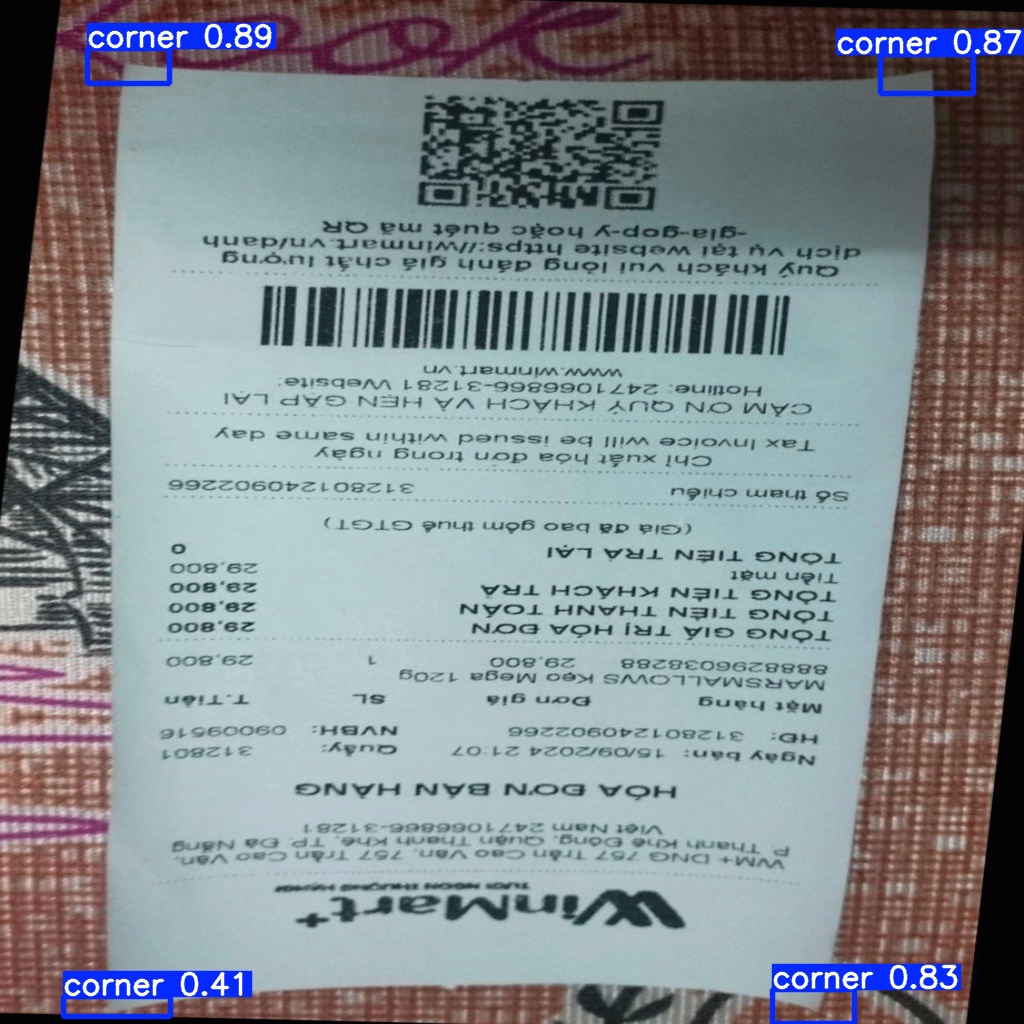 corner 0.89
corner 0.87
WinMart+
TƯƠI NGON THƯỢNG HẠNG
WM+ DNG 757 Trần Cao Vân, 757 Trần Cao Vân,
P. Thanh Khê Đông, Quận Thanh Khê, TP. Đà Nẵng
Việt Nam 2471066866-31281
HÓA ĐƠN BÁN HÀNG
Ngày bán: 15/09/2024 21:07 Quầy: 312801
HĐ: 312801240902266 NVBH: 09009516
Mặt hàng Đơn giá SL T.Tiền
MARSMALLOWS Kẹo Mega 120g
8888296038288 29,800 1 29,800
TỔNG GIÁ TRỊ HÓA ĐƠN 29,800
TỔNG TIỀN THANH TOÁN 29,800
TỔNG TIỀN KHÁCH TRẢ 29,800
Tiền mặt 29,800
TỔNG TIỀN TRẢ LẠI 0
(Giá đã bao gồm thuế GTGT)
Số tham chiếu 312801240902266
Chỉ xuất hóa đơn trong ngày
Tax Invoice will be issued within same day
CẢM ƠN QUÝ KHÁCH VÀ HẸN GẶP LẠI
Hotline: 2471066866-31281 Website:
www.winmart.vn
Quý khách vui lòng đánh giá chất lượng
dịch vụ tại website https://winmart.vn/danh
-gia-gop-y hoặc quét mã QR
corner 0.41
corner 0.83